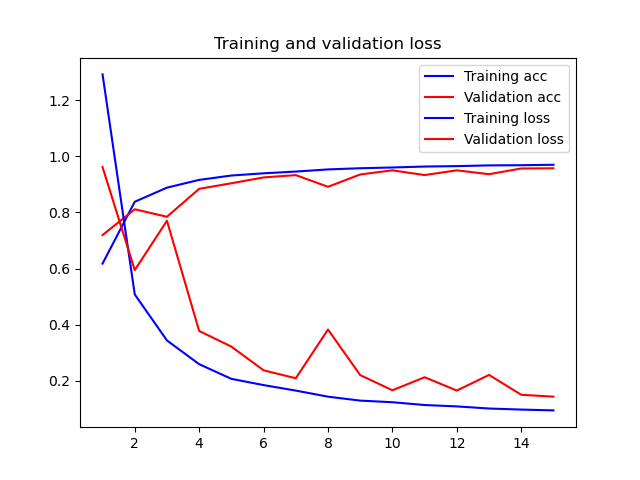 Training and validation loss
Training acc
Validation acc
Training loss
Validation loss
1.2
1.0
0.8
0.6
0.4
0.2
2 4 6 8 10 12 14